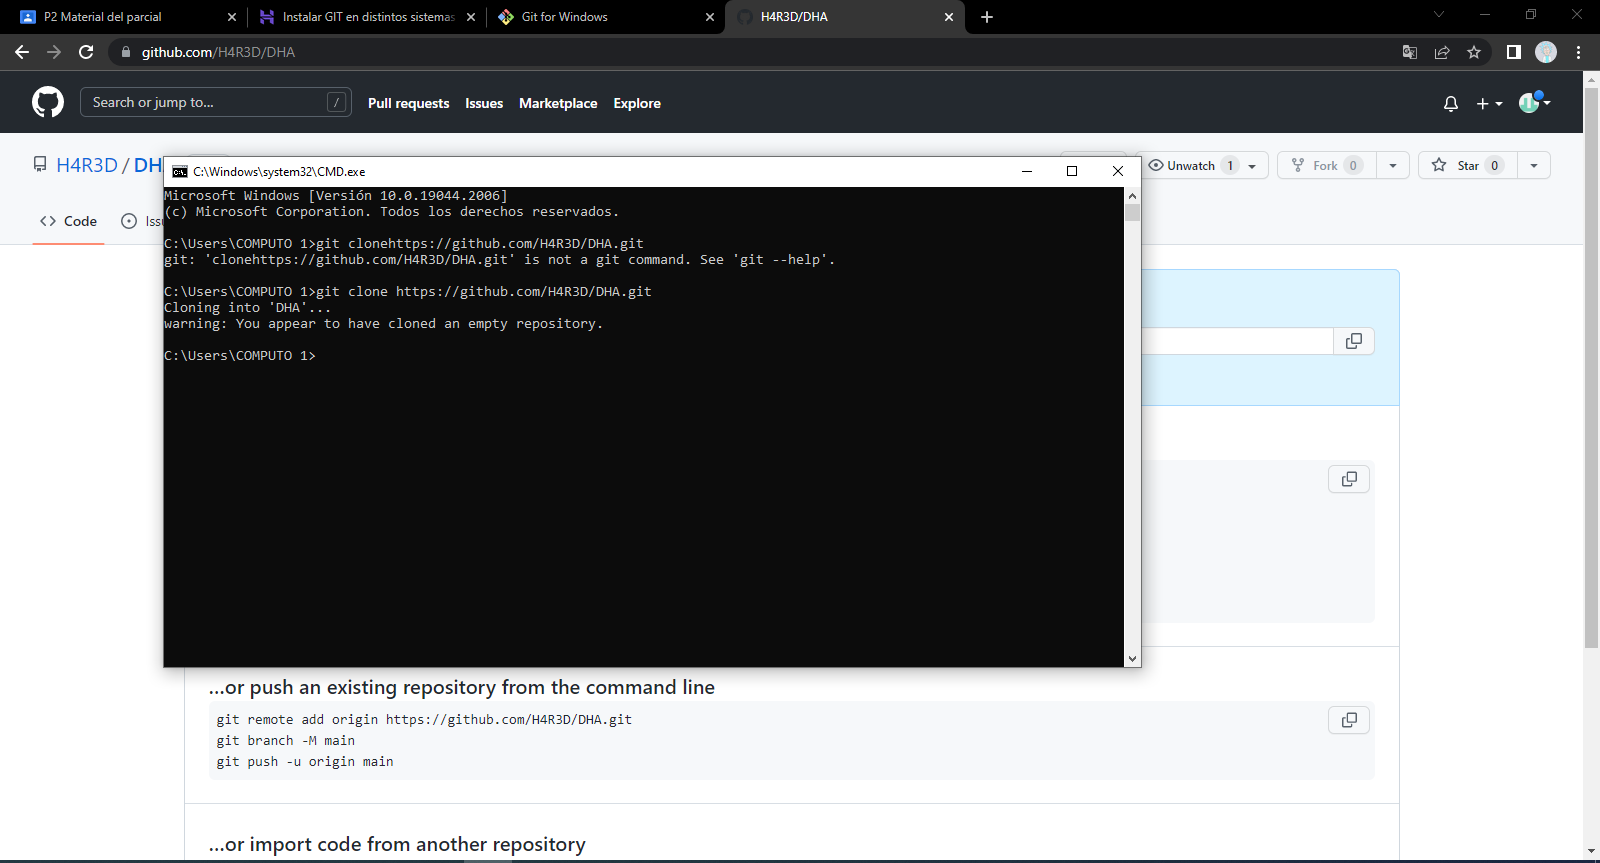 P2 Material del parcial
Instalar GIT en distintos sistemas
Git for Windows
H4R3D/DHA
github.com/H4R3D/DHA
Search or jump to...
/
Pull requests
Issues
Marketplace
Explore
H4R3D /
Unwatch 1
Fork 0
Star 0
Code
C:\Windows\system32\CMD.exe
Microsoft Windows [Versión 10.0.19044.2006]
(c) Microsoft Corporation. Todos los derechos reservados.
C:\Users\COMPUTO 1>git clonehttps://github.com/H4R3D/DHA.git
git: 'clonehttps://github.com/H4R3D/DHA.git' is not a git command. See 'git --help'.
C:\Users\COMPUTO 1>git clone https://github.com/H4R3D/DHA.git
Cloning into 'DHA'...
warning: You appear to have cloned an empty repository.
C:\Users\COMPUTO 1>
...or push an existing repository from the command line
git remote add origin https://github.com/H4R3D/DHA.git
git branch -M main
git push -u origin main
...or import code from another repository